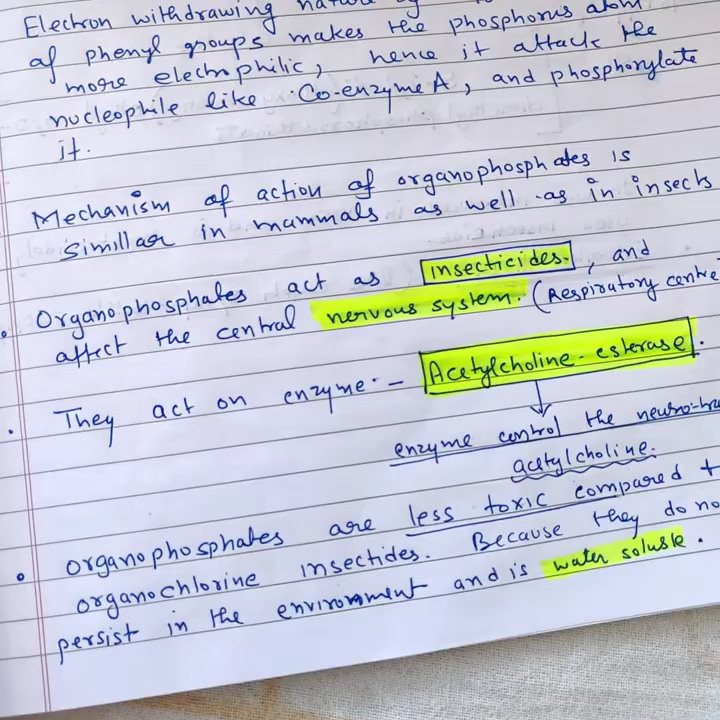 Electron withdrawing nature
of phenyl groups makes the phosphorus atom
more electrophilic, hence it attack the
nucleophile like Co-enzyme A, and phosphorylate
it.
Mechanism of action of organophosphates is
simillar in mammals as well as in insects
Organophosphates act as insecticides, and
affect the central nervous system. (Respiratory centre
They act on enzyme - Acetylcholine-esterase.
enzyme control the neuro-tra
acetylcholine.
organophosphates are less toxic compared t
organochlorine insectides. Because they do no
persist in the environment and is water soluble.